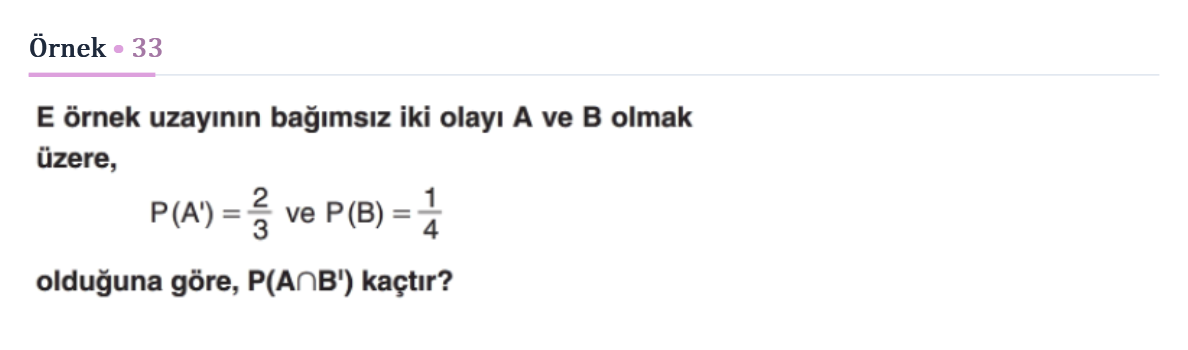 Örnek • 33
E örnek uzayının bağımsız iki olayı A ve B olmak
üzere,
P(A') = 2/3 ve P(B) = 1/4
olduğuna göre, P(A∩B') kaçtır?